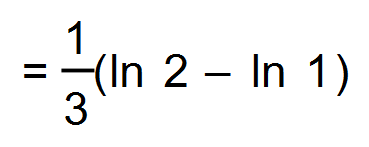 = 1/3 (ln 2 – ln 1)